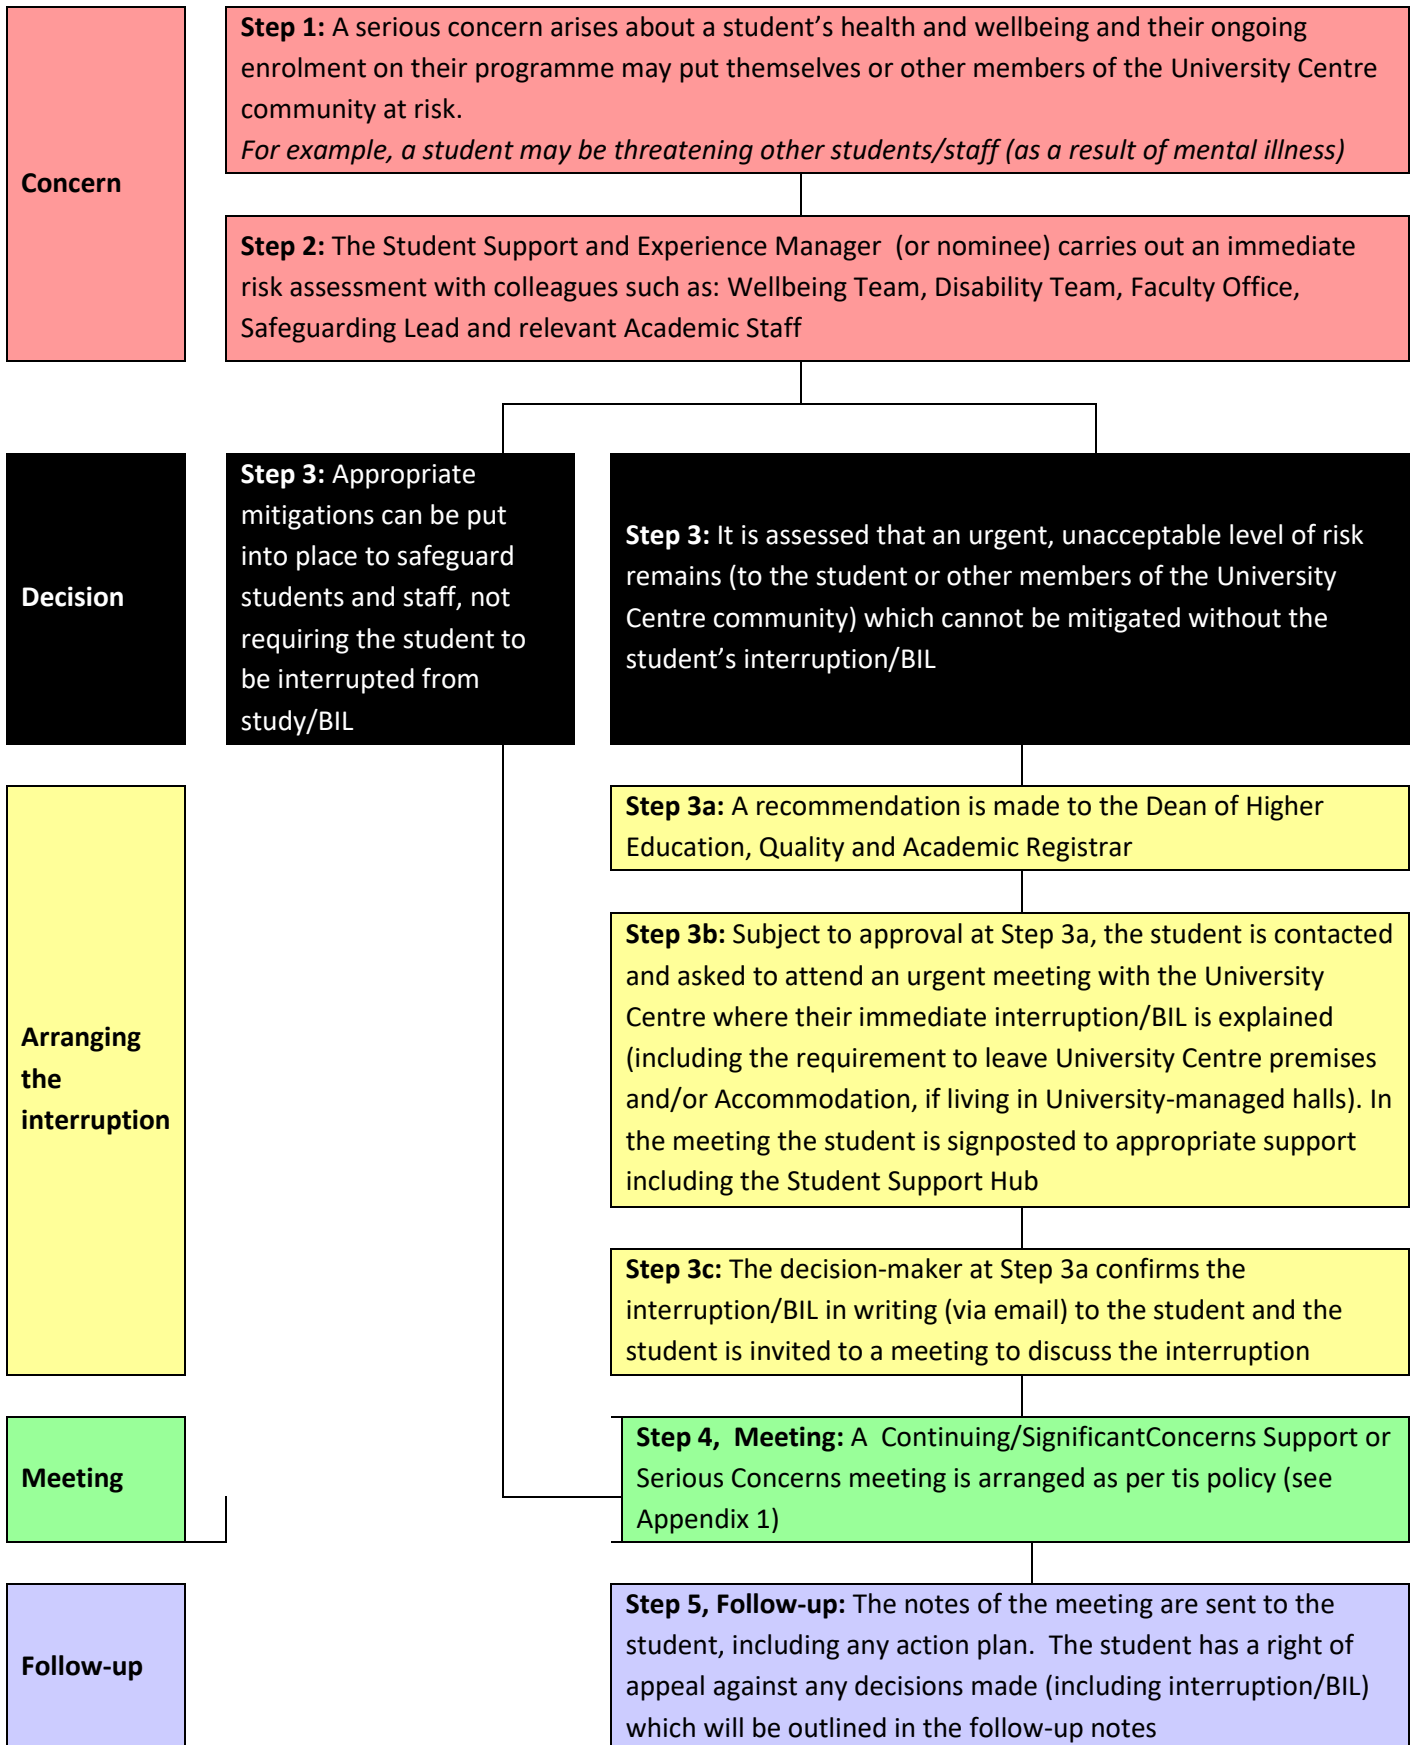 Concern
Step 1: A serious concern arises about a student’s health and wellbeing and their ongoing
enrolment on their programme may put themselves or other members of the University Centre
community at risk.
For example, a student may be threatening other students/staff (as a result of mental illness)
Step 2: The Student Support and Experience Manager (or nominee) carries out an immediate
risk assessment with colleagues such as: Wellbeing Team, Disability Team, Faculty Office,
Safeguarding Lead and relevant Academic Staff
Decision
Step 3: Appropriate
mitigations can be put
into place to safeguard
students and staff, not
requiring the student to
be interrupted from
study/BIL
Step 3: It is assessed that an urgent, unacceptable level of risk
remains (to the student or other members of the University
Centre community) which cannot be mitigated without the
student’s interruption/BIL
Arranging
the
interruption
Step 3a: A recommendation is made to the Dean of Higher
Education, Quality and Academic Registrar
Step 3b: Subject to approval at Step 3a, the student is contacted
and asked to attend an urgent meeting with the University
Centre where their immediate interruption/BIL is explained
(including the requirement to leave University Centre premises
and/or Accommodation, if living in University-managed halls). In
the meeting the student is signposted to appropriate support
including the Student Support Hub
Step 3c: The decision-maker at Step 3a confirms the
interruption/BIL in writing (via email) to the student and the
student is invited to a meeting to discuss the interruption
Meeting
Step 4, Meeting: A Continuing/SignificantConcerns Support or
Serious Concerns meeting is arranged as per tis policy (see
Appendix 1)
Follow-up
Step 5, Follow-up: The notes of the meeting are sent to the
student, including any action plan. The student has a right of
appeal against any decisions made (including interruption/BIL)
which will be outlined in the follow-up notes